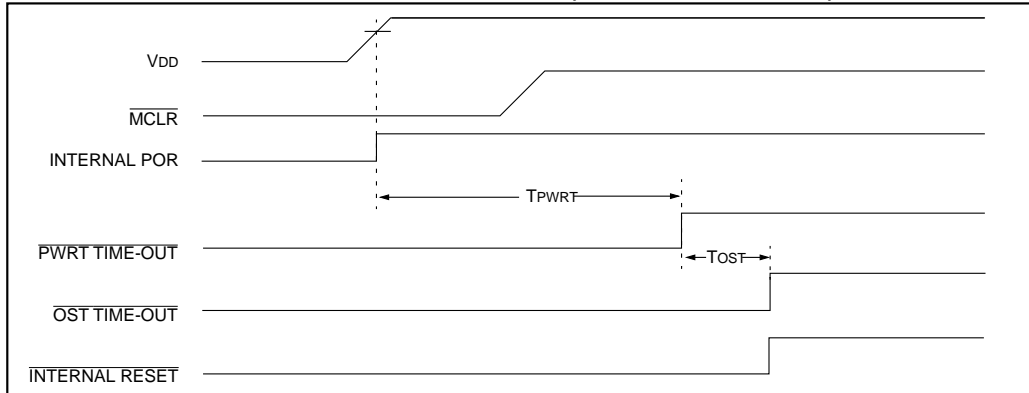 VDD
MCLR
INTERNAL POR
TPWRT
PWRT TIME-OUT
TOST
OST TIME-OUT
INTERNAL RESET